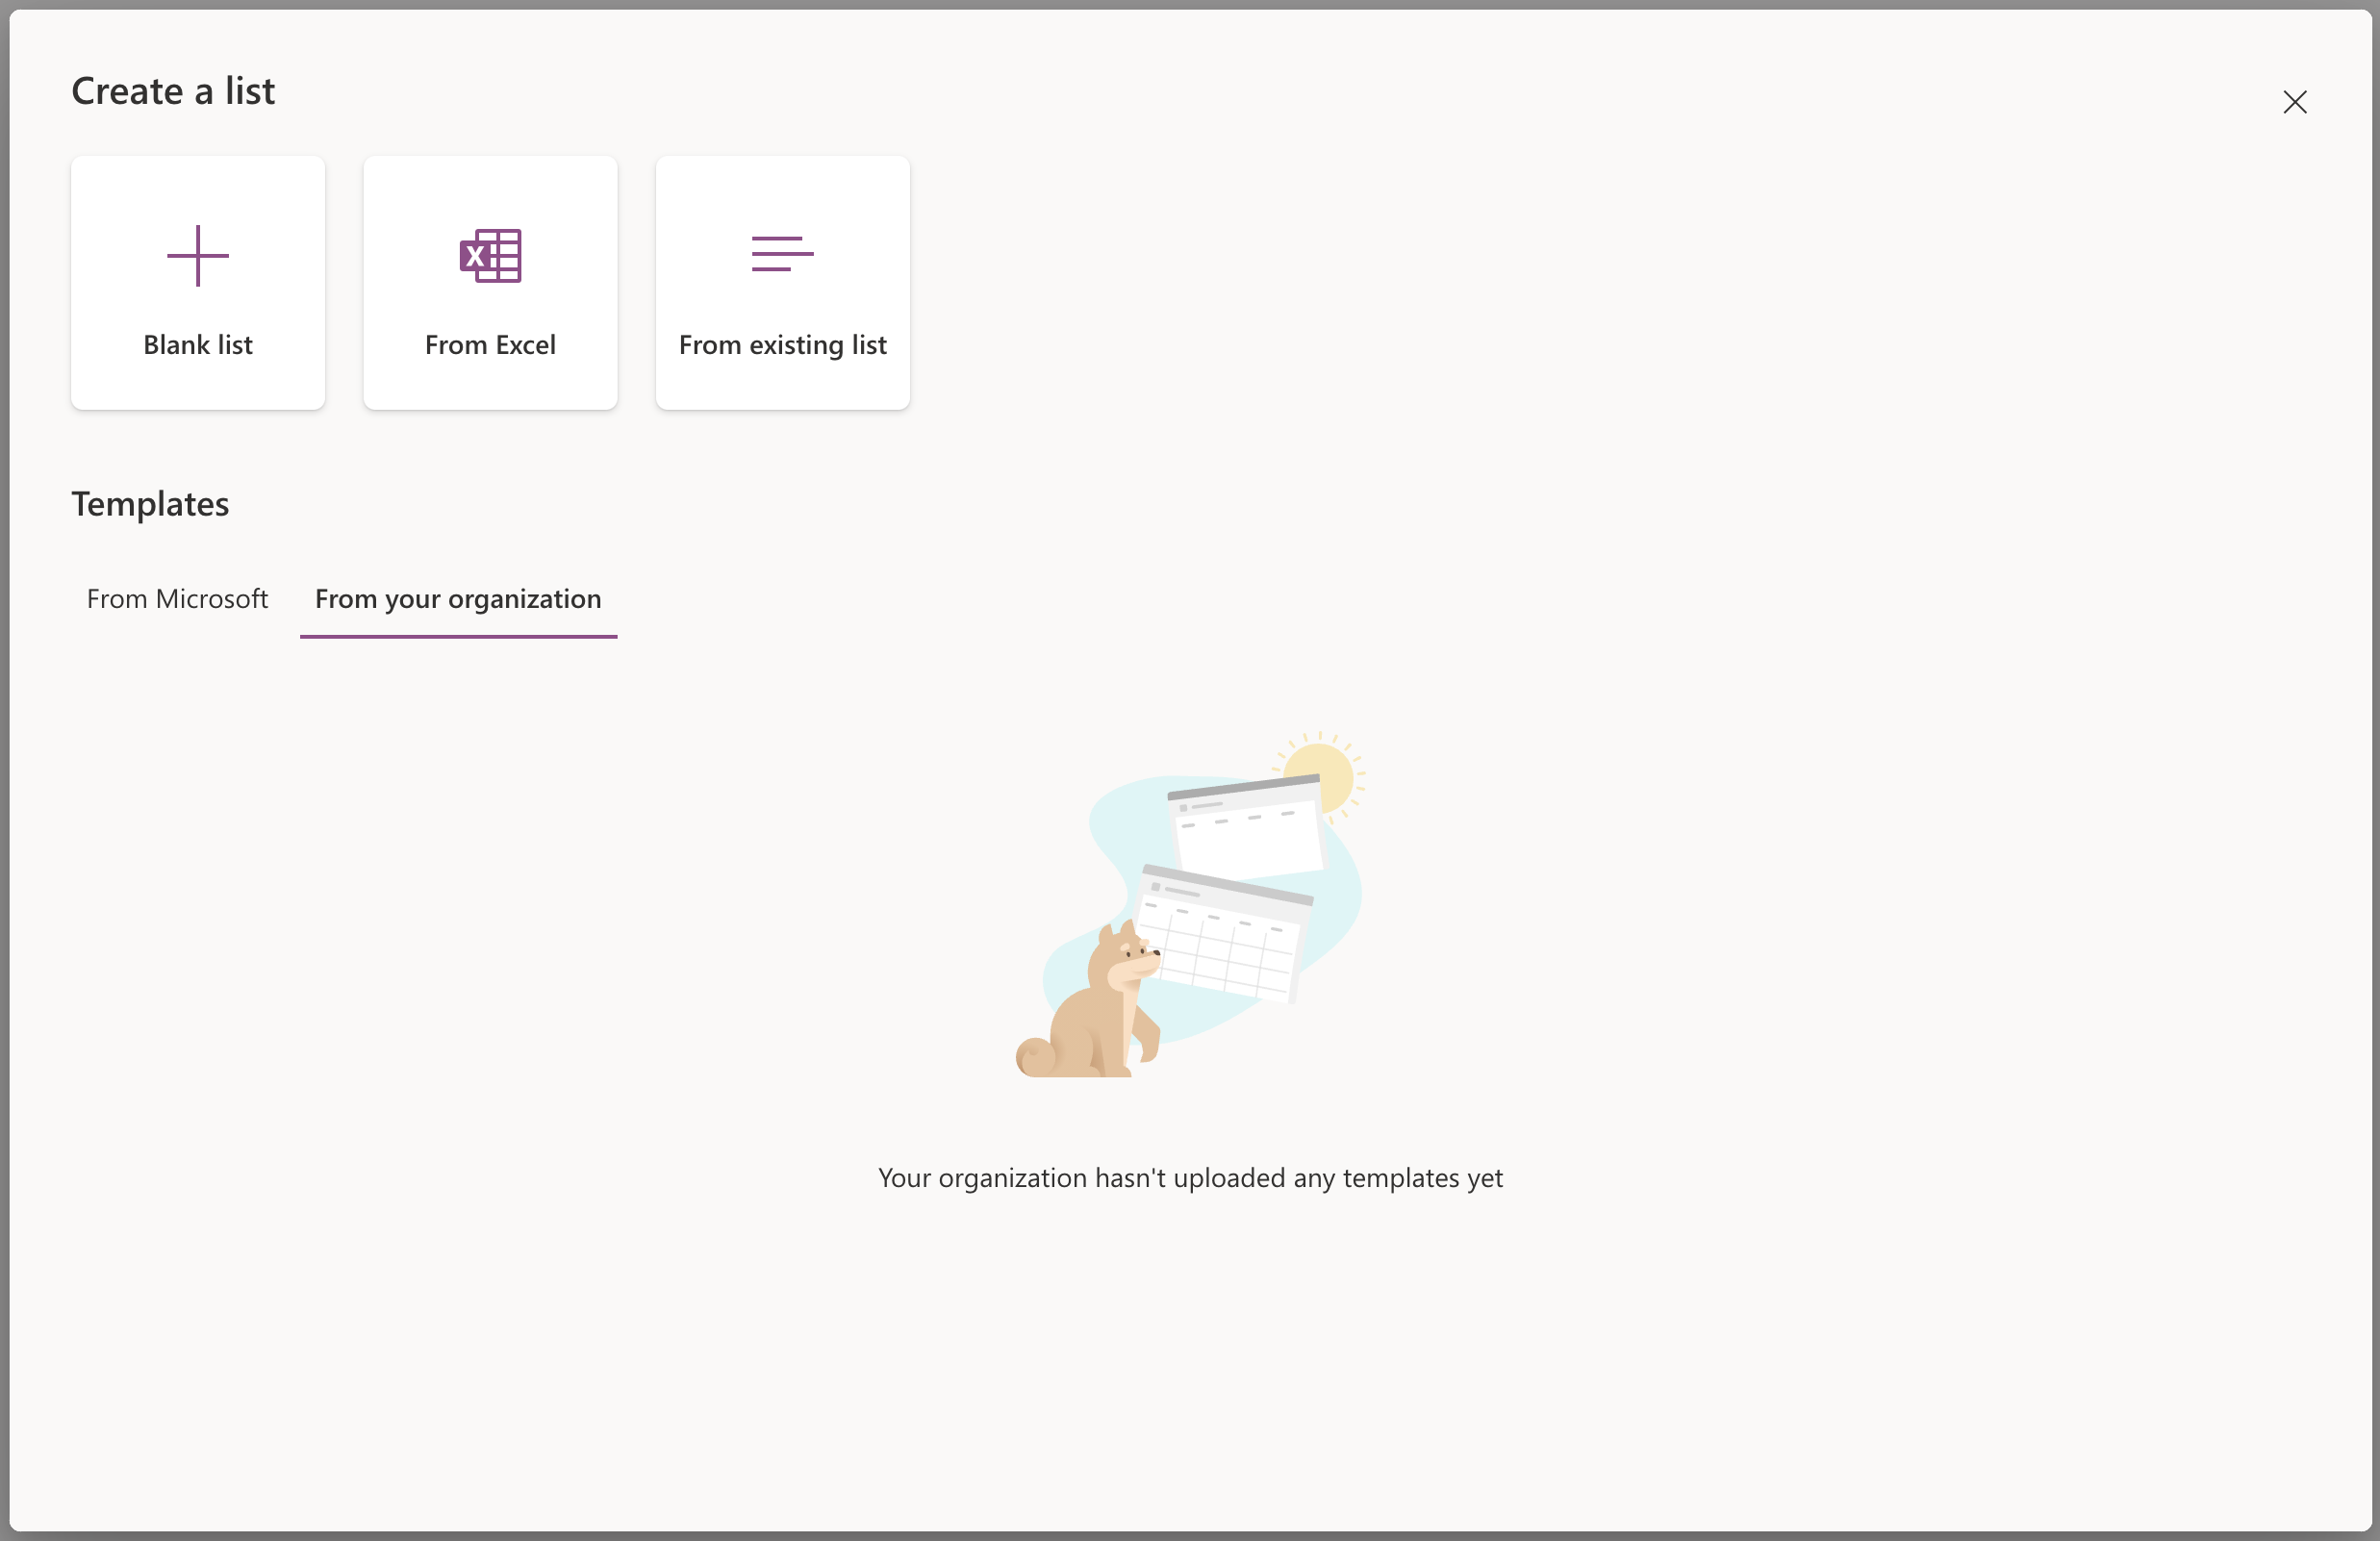 Create a list
Blank list
From Excel
From existing list
Templates
From Microsoft
From your organization
Your organization hasn't uploaded any templates yet